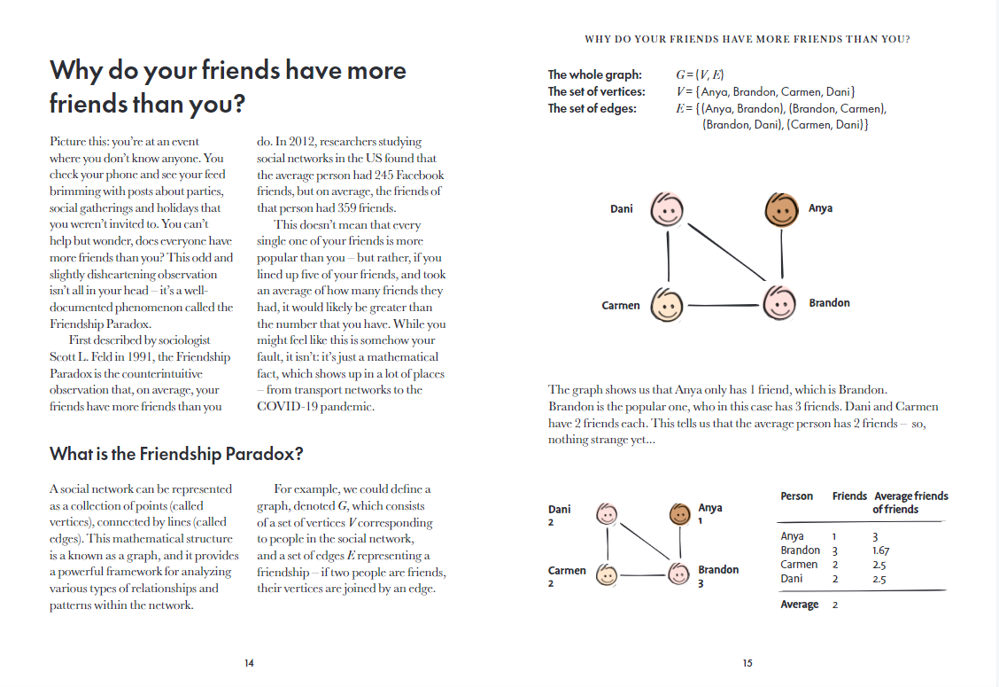 Why do your friends have more
friends than you?
Picture this: you're at an event
where you don't know anyone. You
check your phone and see your feed
brimming with posts about parties,
social gatherings and holidays that
you weren't invited to. You can't
help but wonder, does everyone have
more friends than you? This odd and
slightly disheartening observation
isn't all in your head – it's a well-
documented phenomenon called the
Friendship Paradox.
First described by sociologist
Scott L. Feld in 1991, the Friendship
Paradox is the counterintuitive
observation that, on average, your
friends have more friends than you
do. In 2012, researchers studying
social networks in the US found that
the average person had 245 Facebook
friends, but on average, the friends of
that person had 359 friends.
This doesn't mean that every
single one of your friends is more
popular than you – but rather, if you
lined up five of your friends, and took
an average of how many friends they
had, it would likely be greater than
the number that you have. While you
might feel like this is somehow your
fault, it isn't: it's just a mathematical
fact, which shows up in a lot of places
– from transport networks to the
COVID-19 pandemic.
What is the Friendship Paradox?
A social network can be represented
as a collection of points (called
vertices), connected by lines (called
edges). This mathematical structure
is a known as a graph, and it provides
a powerful framework for analyzing
various types of relationships and
patterns within the network.
For example, we could define a
graph, denoted G, which consists
of a set of vertices V corresponding
to people in the social network,
and a set of edges E representing a
friendship – if two people are friends,
their vertices are joined by an edge.
14
WHY DO YOUR FRIENDS HAVE MORE FRIENDS THAN YOU?
The whole graph: G = (V, E)
The set of vertices: V = {Anya, Brandon, Carmen, Dani}
The set of edges: E = {(Anya, Brandon), (Brandon, Carmen),
(Brandon, Dani), (Carmen, Dani)}
Dani
Anya
Carmen
Brandon
The graph shows us that Anya only has 1 friend, which is Brandon.
Brandon is the popular one, who in this case has 3 friends. Dani and Carmen
have 2 friends each. This tells us that the average person has 2 friends – so,
nothing strange yet...
Dani
2
Anya
1
Carmen
2
Brandon
3
Person Friends Average friends
of friends
Anya 1 3
Brandon 3 1.67
Carmen 2 2.5
Dani 2 2.5
Average 2
15